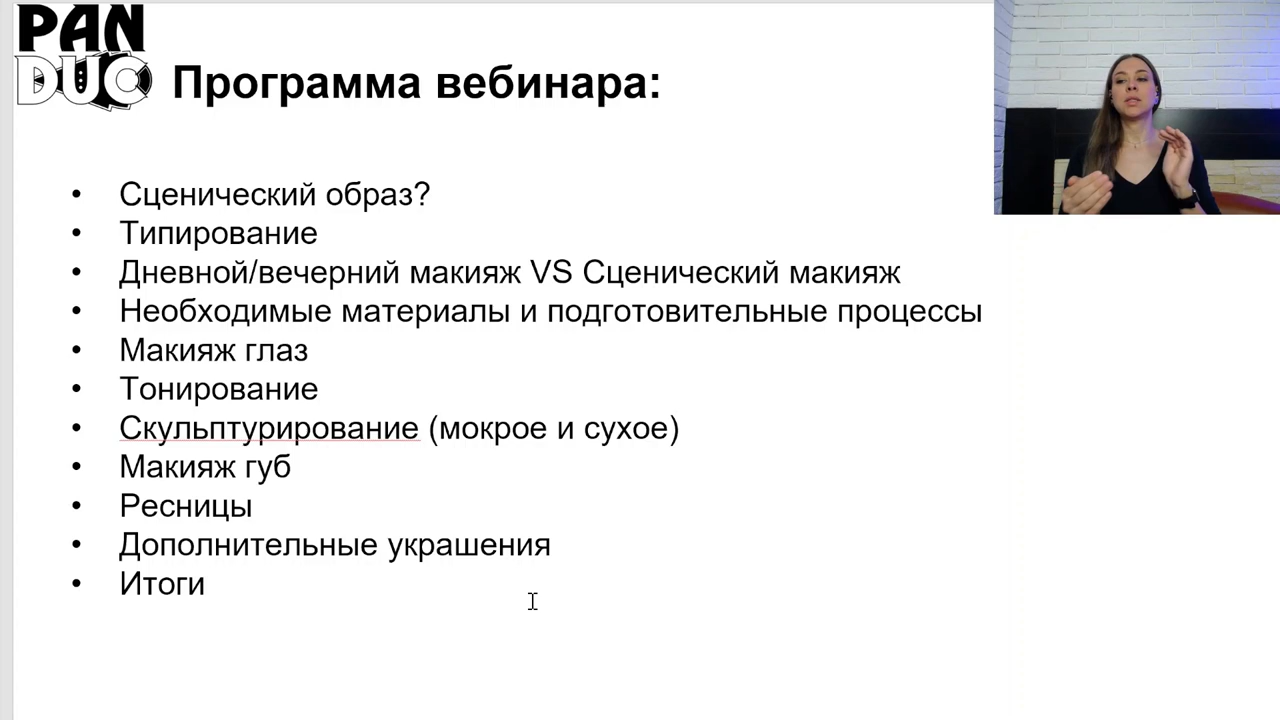 PAN
DUO
Программа вебинара:
• Сценический образ?
• Типирование
• Дневной/вечерний макияж VS Сценический макияж
• Необходимые материалы и подготовительные процессы
• Макияж глаз
• Тонирование
• Скульптурирование (мокрое и сухое)
• Макияж губ
• Ресницы
• Дополнительные украшения
• Итоги